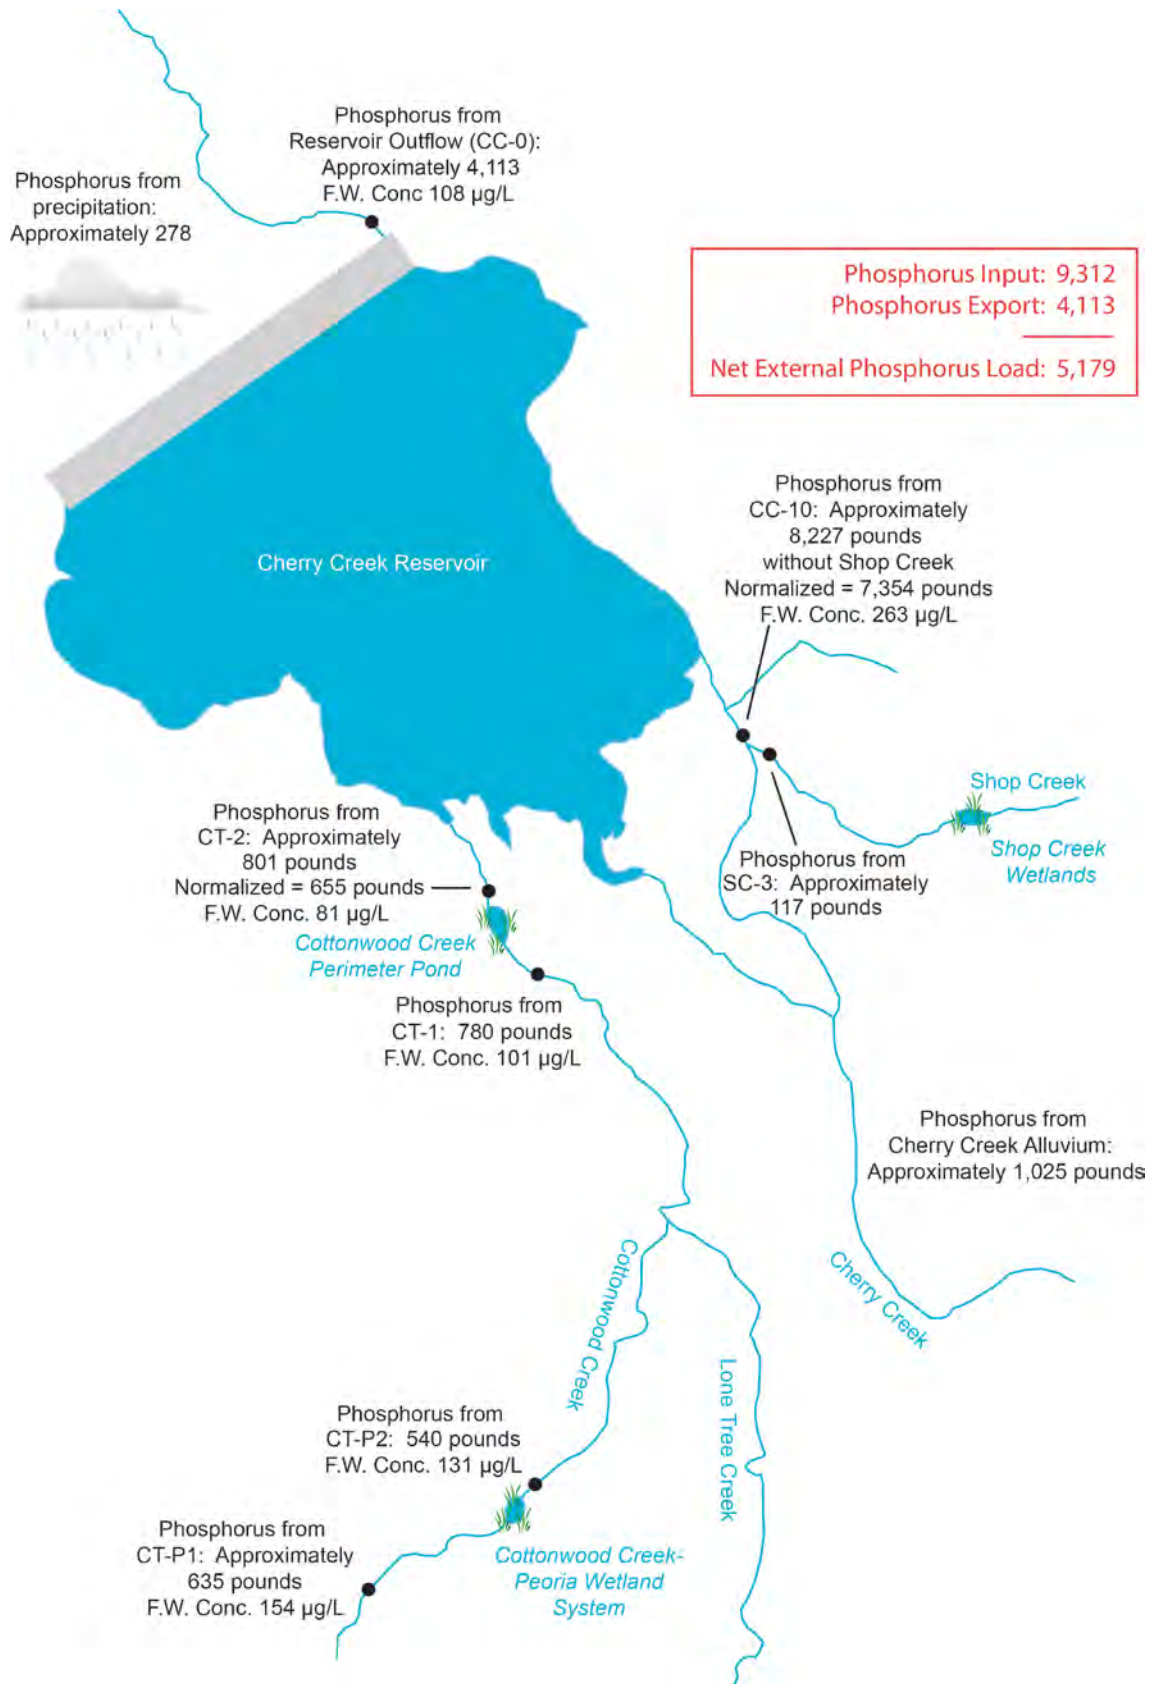 Phosphorus from
Reservoir Outflow (CC-0):
Approximately 4,113
F.W. Conc 108 µg/L
Phosphorus from
precipitation:
Approximately 278
Phosphorus Input: 9,312
Phosphorus Export: 4,113
Net External Phosphorus Load: 5,179
Phosphorus from
CC-10: Approximately
8,227 pounds
without Shop Creek
Normalized = 7,354 pounds
F.W. Conc. 263 µg/L
Cherry Creek Reservoir
Shop Creek
Shop Creek
Wetlands
Phosphorus from
SC-3: Approximately
117 pounds
Phosphorus from
CT-2: Approximately
801 pounds
Normalized = 655 pounds
F.W. Conc. 81 µg/L
Cottonwood Creek
Perimeter Pond
Phosphorus from
CT-1: 780 pounds
F.W. Conc. 101 µg/L
Phosphorus from
Cherry Creek Alluvium:
Approximately 1,025 pounds
Cherry Creek
Cottonwood Creek
Lone Tree Creek
Phosphorus from
CT-P2: 540 pounds
F.W. Conc. 131 µg/L
Phosphorus from
CT-P1: Approximately
635 pounds
F.W. Conc. 154 µg/L
Cottonwood Creek-
Peoria Wetland
System